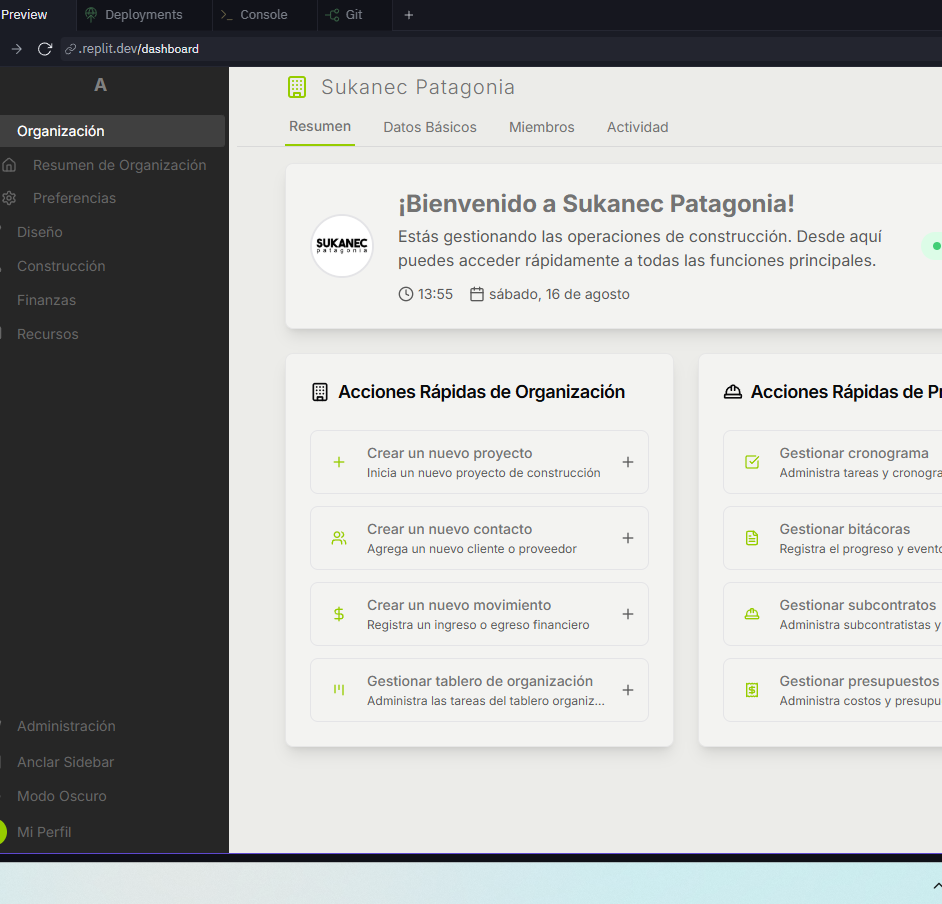 Preview
Deployments
Console
Git
.replit.dev/dashboard
A
Organización
Resumen de Organización
Preferencias
Diseño
Construcción
Finanzas
Recursos
Administración
Anclar Sidebar
Modo Oscuro
Mi Perfil
Sukanec Patagonia
Resumen
Datos Básicos
Miembros
Actividad
SUKANEC
patagonia
¡Bienvenido a Sukanec Patagonia!
Estás gestionando las operaciones de construcción. Desde aquí
puedes acceder rápidamente a todas las funciones principales.
13:55
sábado, 16 de agosto
Acciones Rápidas de Organización
Crear un nuevo proyecto
Inicia un nuevo proyecto de construcción
Crear un nuevo contacto
Agrega un nuevo cliente o proveedor
Crear un nuevo movimiento
Registra un ingreso o egreso financiero
Gestionar tablero de organización
Administra las tareas del tablero organiz...
Acciones Rápidas de
Gestionar cronograma
Administra tareas y
Gestionar bitácoras
Registra el progreso y
Gestionar subcontratos
Administra subcontratistas y
Gestionar presupuestos
Administra costos y